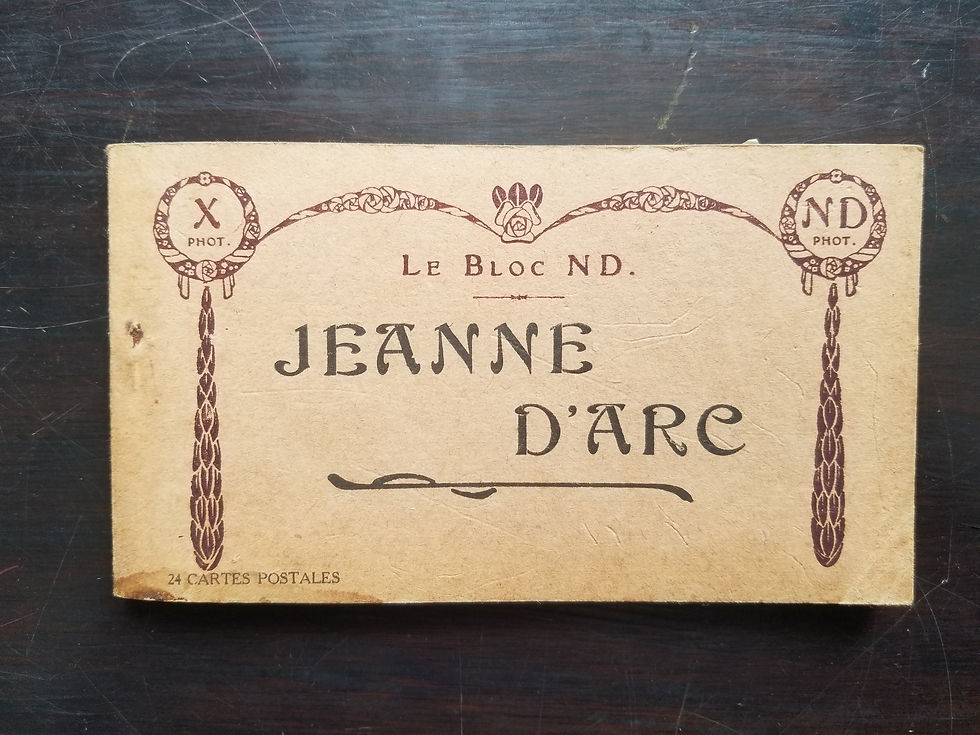 X
PHOT.
ND
PHOT.
LE BLOC ND.
JEANNE
D'ARC
24 CARTES POSTALES